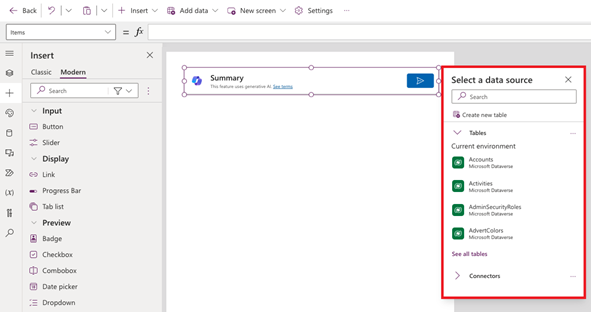 Back
Insert
Add data
New screen
Settings
Items
= fx
Insert
Classic Modern
Search
Input
Button
Slider
Display
Link
Progress Bar
Tab list
Preview
Badge
Checkbox
Combobox
Date picker
Dropdown
(x)
Summary
This feature uses generative AI. See terms
Select a data source
Search
Create new table
Tables
Current environment
Accounts
Microsoft Dataverse
Activities
Microsoft Dataverse
AdminSecurityRoles
Microsoft Dataverse
AdvertColors
Microsoft Dataverse
See all tables
Connectors